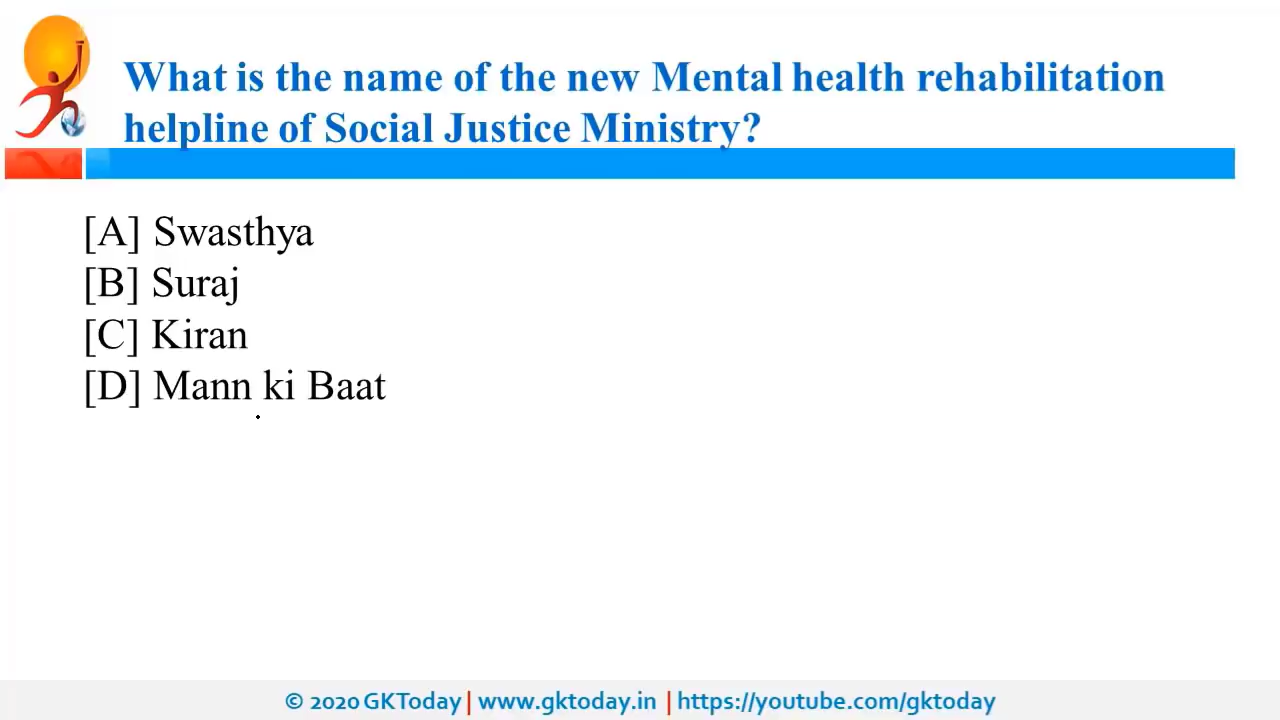 What is the name of the new Mental health rehabilitation
helpline of Social Justice Ministry?
[A] Swasthya
[B] Suraj
[C] Kiran
[D] Mann ki Baat
© 2020 GKToday | www.gktoday.in | https://youtube.com/gktoday